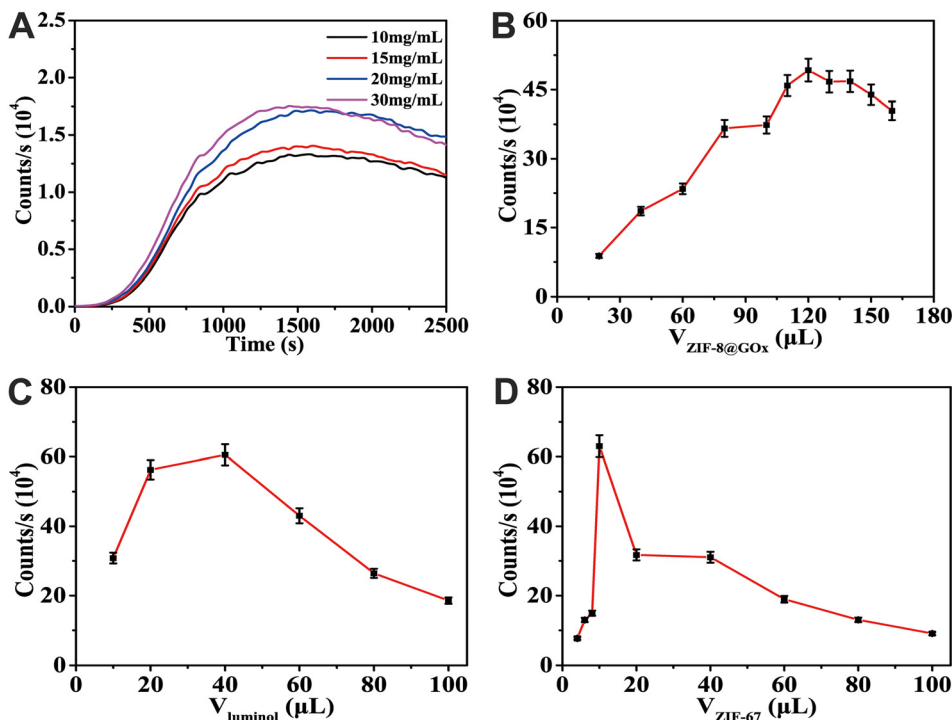 A
10mg/mL
15mg/mL
20mg/mL
30mg/mL
Counts/s (10⁴)
2.5
2.0
1.5
1.0
0.5
0.0
0 500 1000 1500 2000 2500
Time (s)
B
Counts/s (10⁴)
60
45
30
15
0
0 30 60 90 120 150 180
V ZIF-8@GOx (μL)
C
Counts/s (10⁴)
80
60
40
20
0
0 20 40 60 80 100
V luminol (μL)
D
Counts/s (10⁴)
80
60
40
20
0
0 20 40 60 80 100
V ZIF-67 (μL)